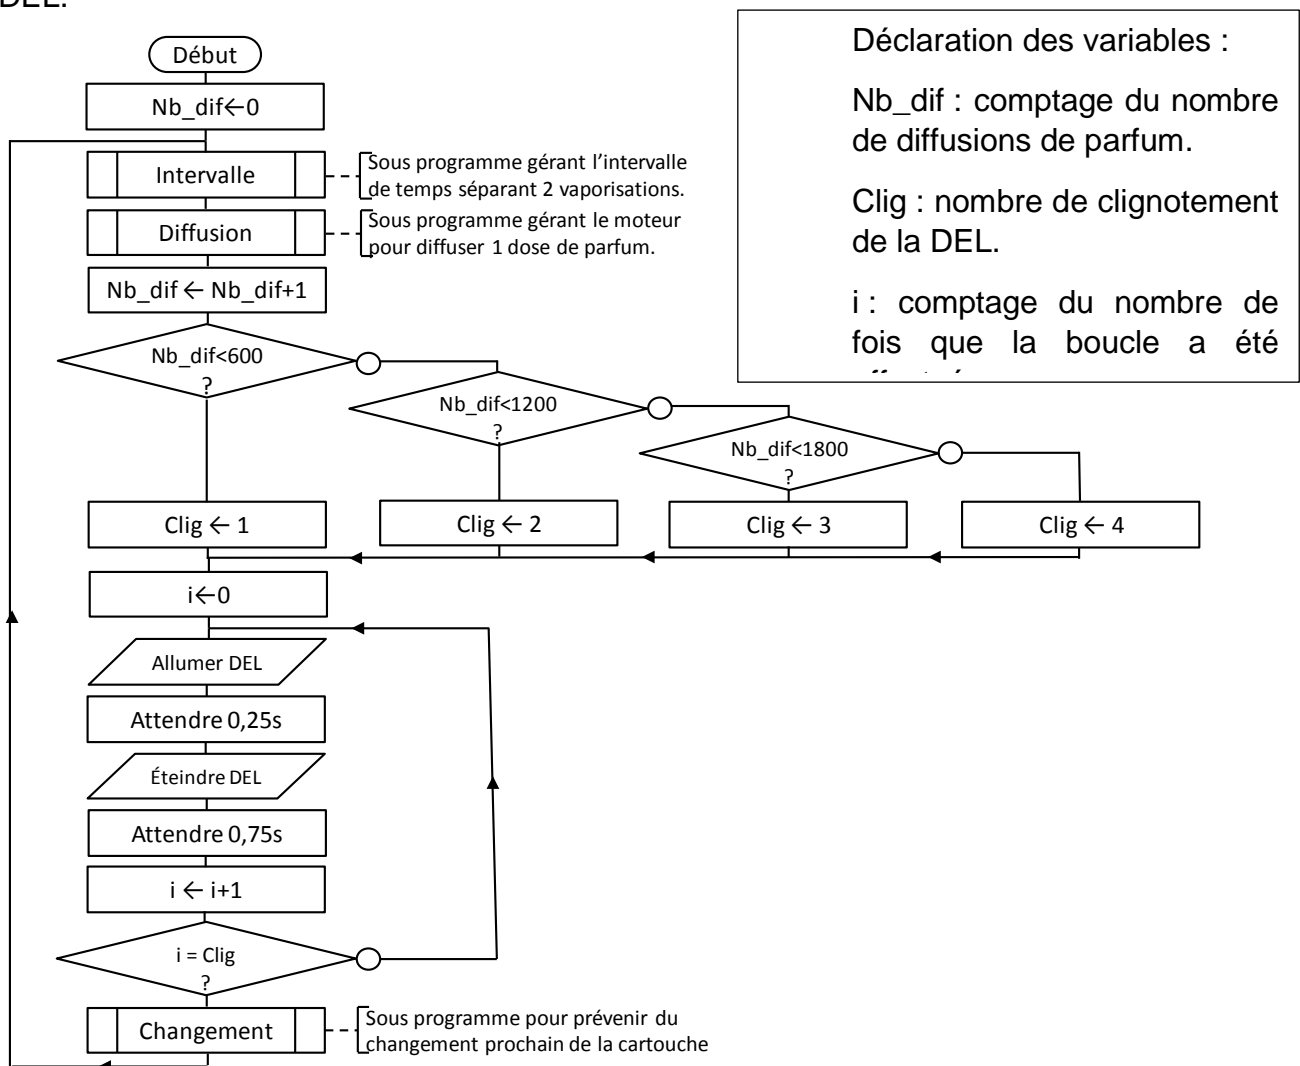 DEL.
Début
Nb_dif←0
Intervalle
Sous programme gérant l’intervalle
de temps séparant 2 vaporisations.
Diffusion
Sous programme gérant le moteur
pour diffuser 1 dose de parfum.
Nb_dif ← Nb_dif+1
Nb_dif<600
?
Nb_dif<1200
?
Nb_dif<1800
?
Clig ← 1
Clig ← 2
Clig ← 3
Clig ← 4
i←0
Allumer DEL
Attendre 0,25s
Éteindre DEL
Attendre 0,75s
i ← i+1
i = Clig
?
Changement
Sous programme pour prévenir du
changement prochain de la cartouche
Déclaration des variables :
Nb_dif : comptage du nombre
de diffusions de parfum.
Clig : nombre de clignotement
de la DEL.
i : comptage du nombre de
fois que la boucle a été